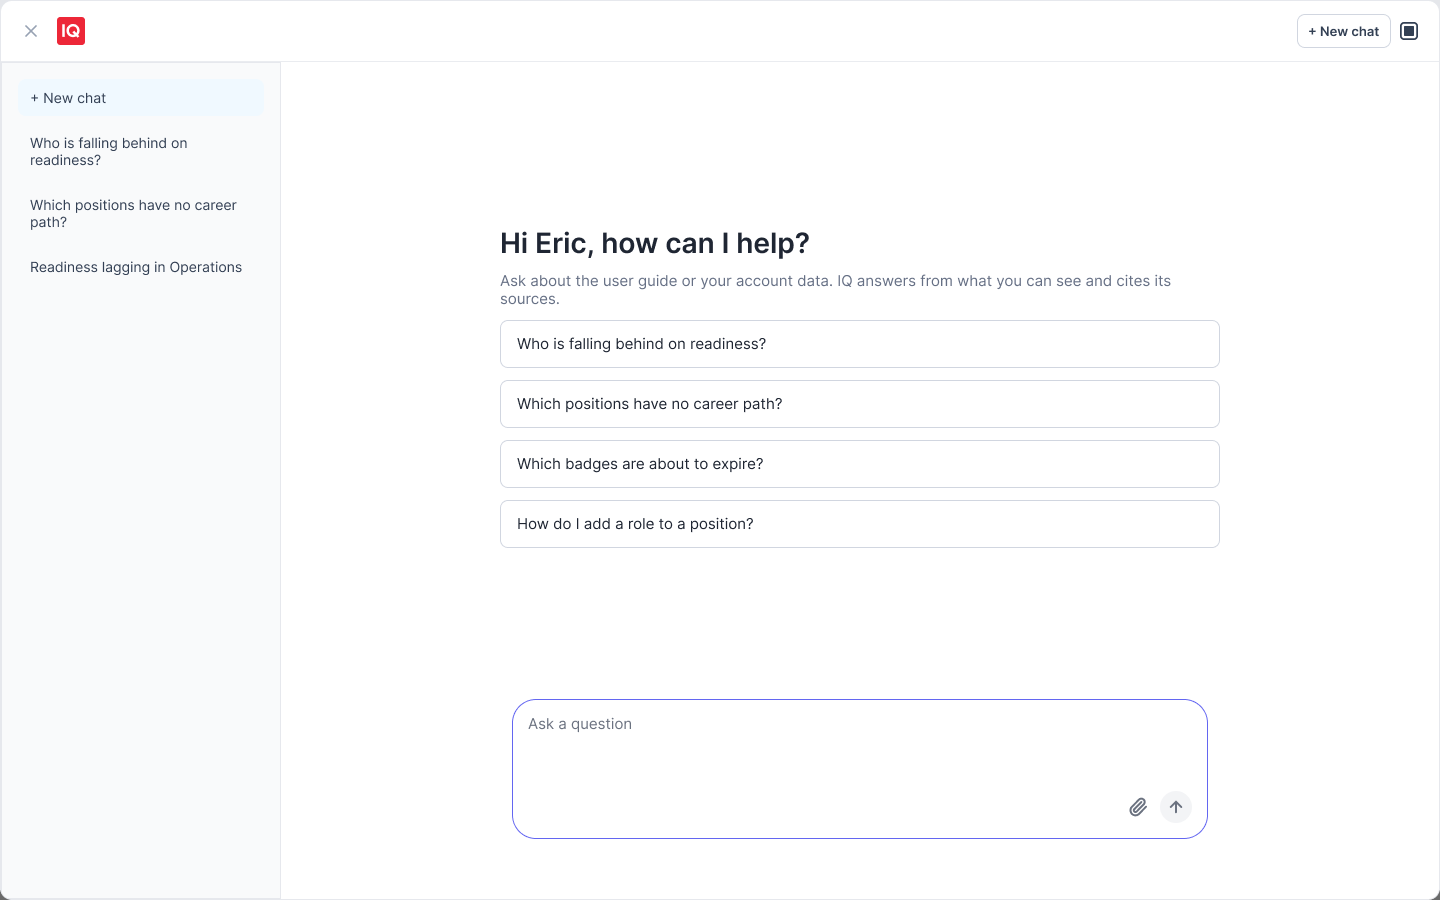 IQ
+ New chat
+ New chat
Who is falling behind on
readiness?
Which positions have no career
path?
Readiness lagging in Operations
Hi Eric, how can I help?
Ask about the user guide or your account data. IQ answers from what you can see and cites its
sources.
Who is falling behind on readiness?
Which positions have no career path?
Which badges are about to expire?
How do I add a role to a position?
Ask a question